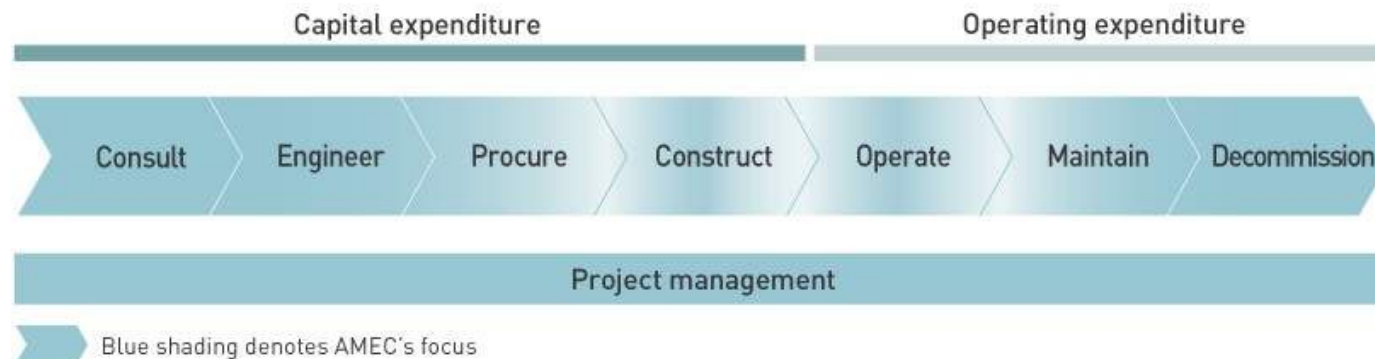 Capital expenditure Operating expenditure
Consult Engineer Procure Construct Operate Maintain Decommission
Project management
Blue shading denotes AMEC's focus